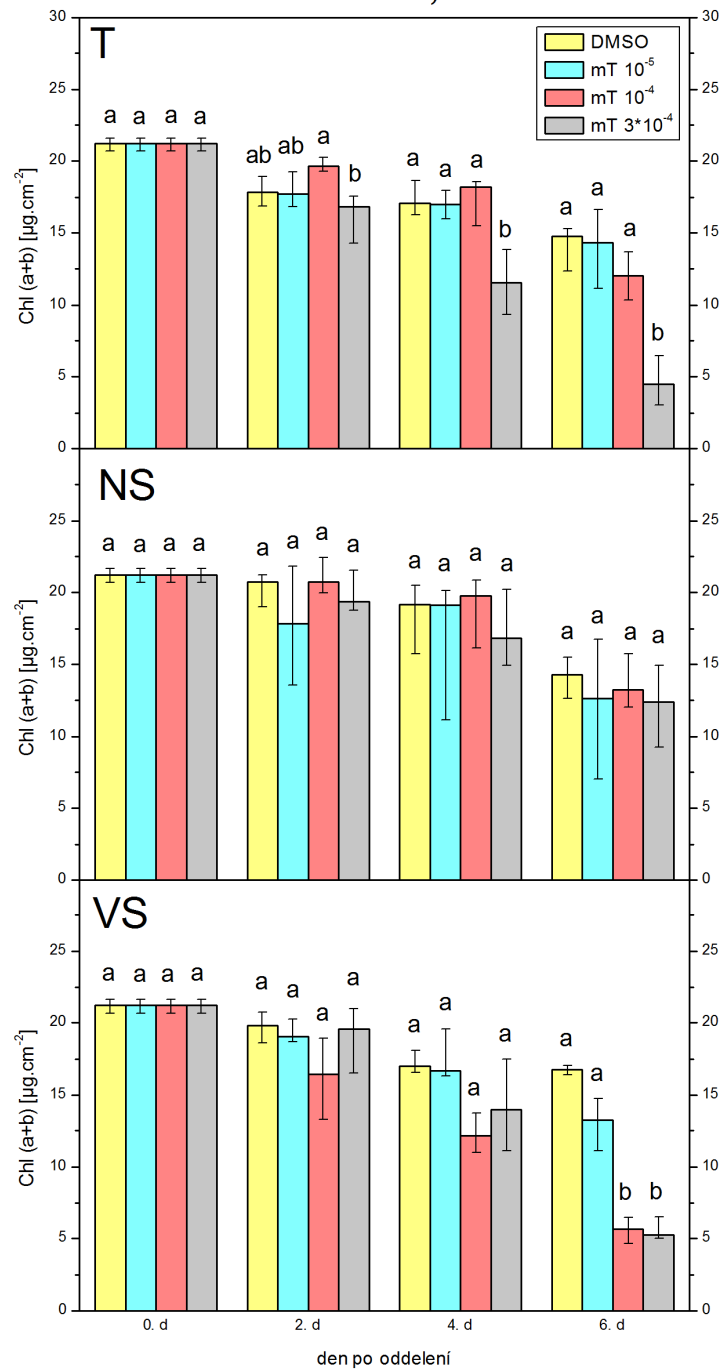 T
DMSO
mT 10⁻⁵
mT 10⁻⁴
mT 3*10⁻⁴
30 30
25 25
20 20
15 15
10 10
5 5
0 0
Chl (a+b) [µg.cm⁻²]
a a a a
ab ab a b
a a a b
a a a b
NS
25 25
20 20
15 15
10 10
5 5
0 0
Chl (a+b) [µg.cm⁻²]
a a a a
a a a a
a a a a
a a a a
VS
25 25
20 20
15 15
10 10
5 5
0 0
Chl (a+b) [µg.cm⁻²]
a a a a
a a a a
a a a a
a a b b
0. d 2. d 4. d 6. d
den po oddelení